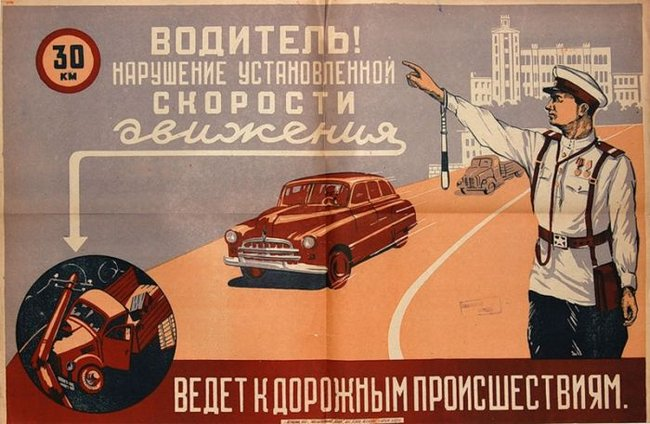 30
КМ
ВОДИТЕЛЬ!
НАРУШЕНИЕ УСТАНОВЛЕННОЙ
СКОРОСТИ
движения
ВЕДЕТ К ДОРОЖНЫМ ПРОИСШЕСТВИЯМ.